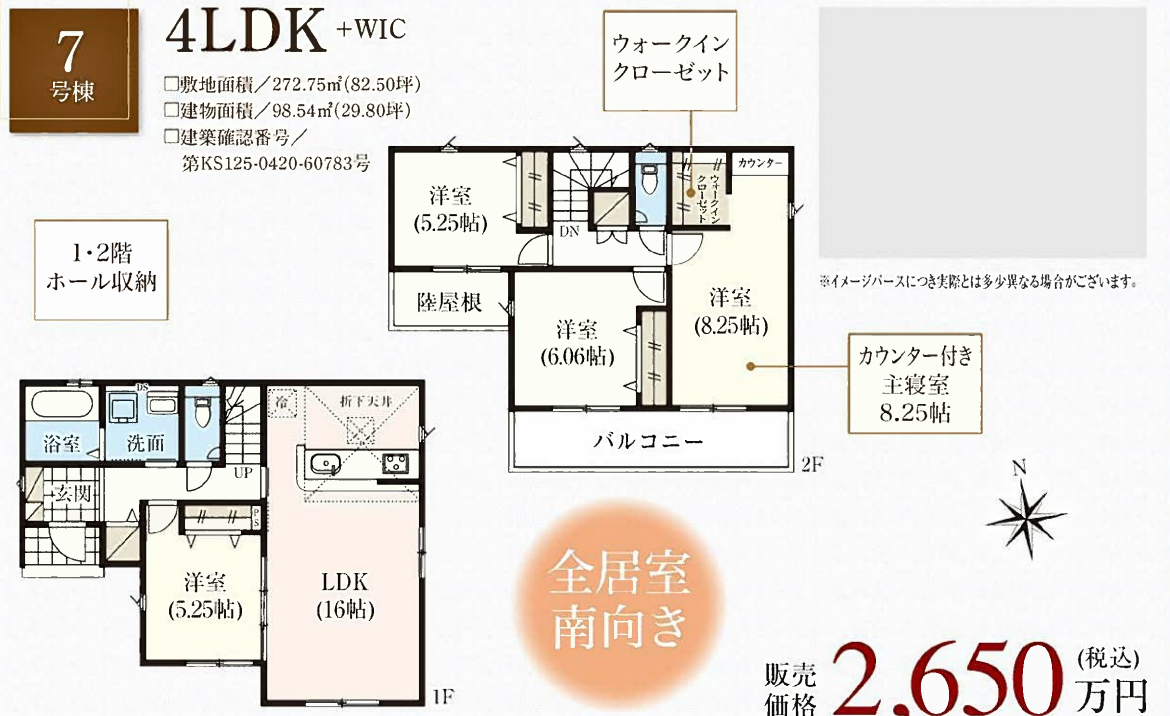 7
号棟
4LDK +WIC
□敷地面積／272.75㎡(82.50坪)
□建物面積／98.54㎡(29.80坪)
□建築確認番号／
第KS125-0420-60783号
ウォークイン
クローゼット
1・2階
ホール収納
洋室
(5.25帖)
DN
ウォークイン
クローゼット
カウンター
陸屋根
洋室
(6.06帖)
洋室
(8.25帖)
バルコニー
2F
※イメージパースにつき実際とは多少異なる場合がございます。
カウンター付き
主寝室
8.25帖
浴室
DS
洗面
UP
冷
折下天井
玄関
PS
洋室
(5.25帖)
LDK
(16帖)
1F
全居室
南向き
N
販売
価格
2,650
(税込)
万円